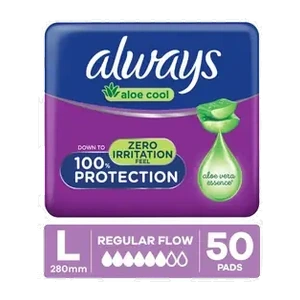 always
aloe cool
DOWN TO
ZERO
IRRITATION
FEEL
100%
PROTECTION
aloe vera
essence
L
280mm
REGULAR FLOW
50
PADS